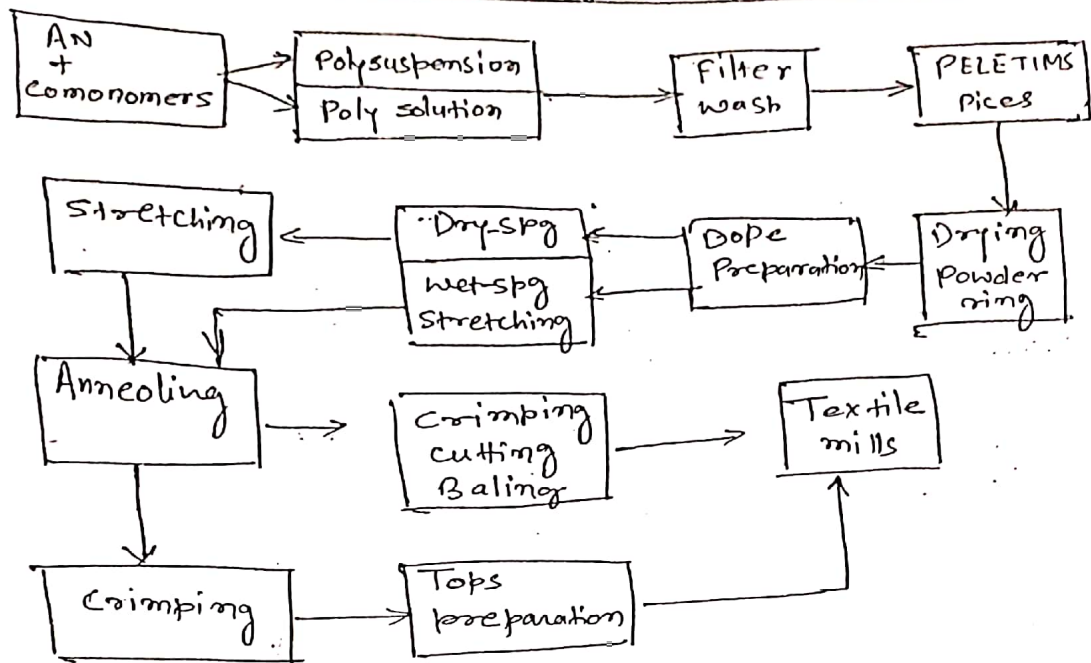 AN
+
comonomers
Polysuspension
Poly solution
Filter
wash
PELETIMS
Pices
Stretching
Dry-spg
wet-spg
Stretching
DOPE
Preparation
Drying
Powder
ring
Anneoling
Crimping
cutting
Baling
Textile
mills
Crimping
Tops
preparation